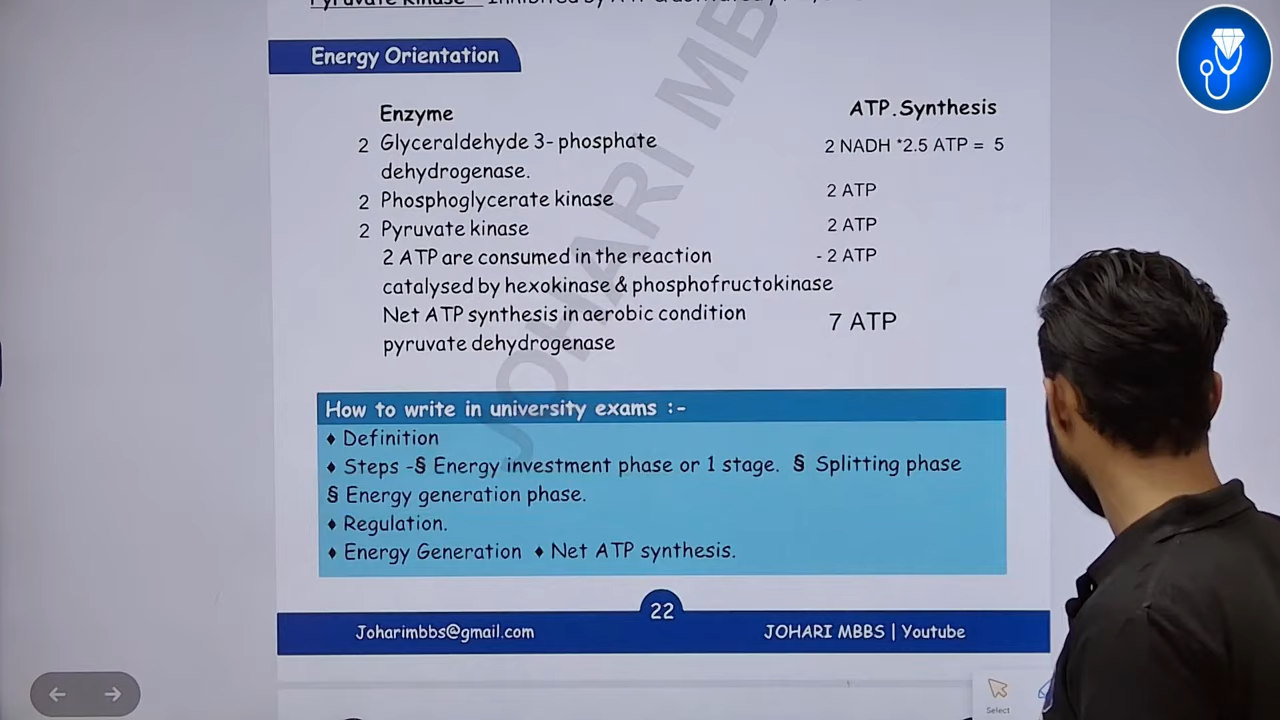 Pyruvate kinase -
Energy Orientation
Enzyme
ATP.Synthesis
2 Glyceraldehyde 3- phosphate
dehydrogenase.
2 NADH *2.5 ATP = 5
2 Phosphoglycerate kinase
2 ATP
2 Pyruvate kinase
2 ATP
2 ATP are consumed in the reaction
- 2 ATP
catalysed by hexokinase & phosphofructokinase
Net ATP synthesis in aerobic condition
7 ATP
pyruvate dehydrogenase
JOHARI MB
How to write in university exams :-
♦ Definition
♦ Steps -§ Energy investment phase or 1 stage. § Splitting phase
§ Energy generation phase.
♦ Regulation.
♦ Energy Generation ♦ Net ATP synthesis.
22
Joharimbbs@gmail.com
JOHARI MBBS | Youtube
Select